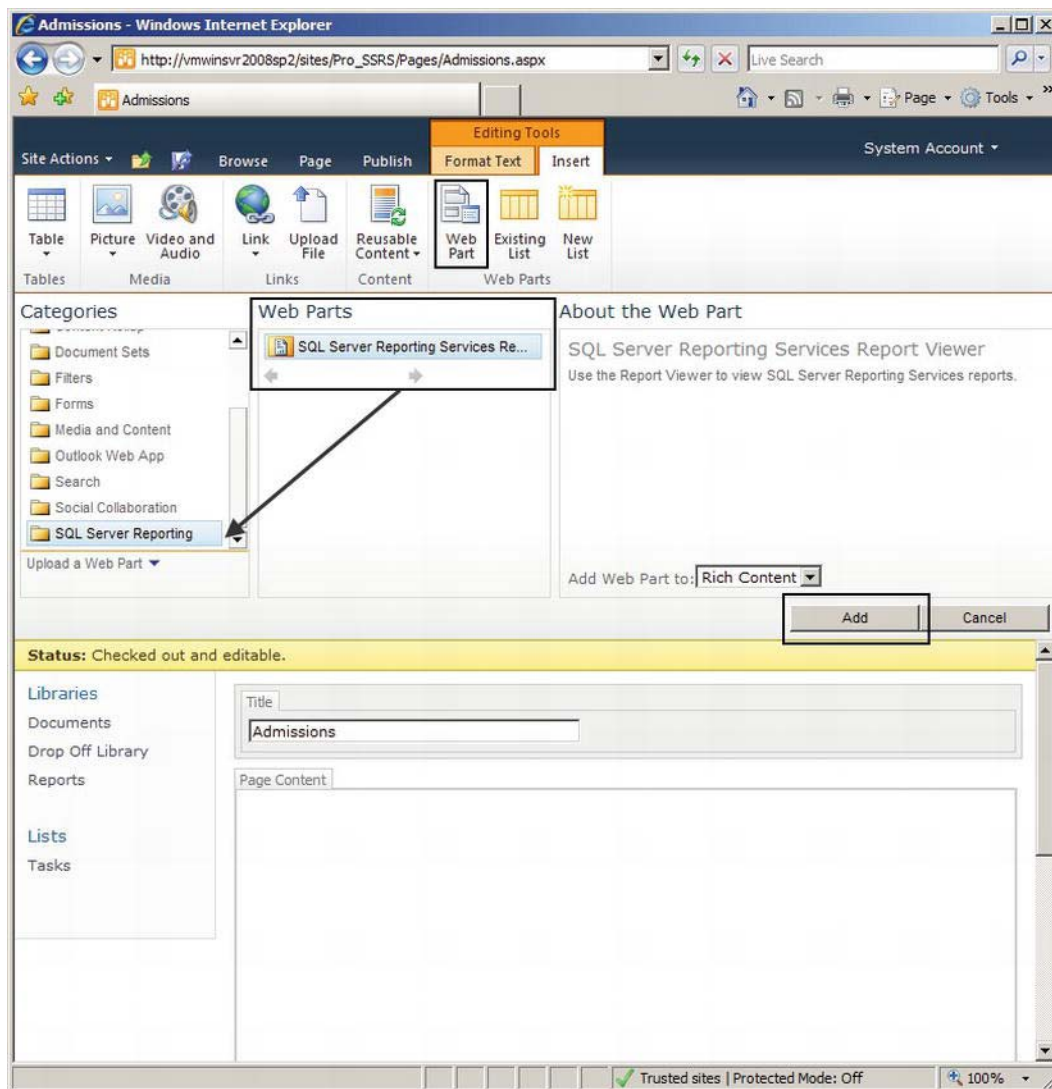 Admissions - Windows Internet Explorer
http://vmwinsvr2008sp2/sites/Pro_SSRS/Pages/Admissions.aspx
Live Search
Admissions
Page
Tools
»
Editing Tools
Site Actions
Browse
Page
Publish
Format Text
Insert
System Account
Table
Picture
Video and
Audio
Link
Upload
File
Reusable
Content
Web
Part
Existing
List
New
List
Tables
Media
Links
Content
Web Parts
Categories
Document Sets
Filters
Forms
Media and Content
Outlook Web App
Search
Social Collaboration
SQL Server Reporting
Upload a Web Part
Web Parts
SQL Server Reporting Services Re...
About the Web Part
SQL Server Reporting Services Report Viewer
Use the Report Viewer to view SQL Server Reporting Services reports.
Add Web Part to: Rich Content
Add
Cancel
Status: Checked out and editable.
Libraries
Documents
Drop Off Library
Reports
Lists
Tasks
Title
Admissions
Page Content
Trusted sites | Protected Mode: Off
100%